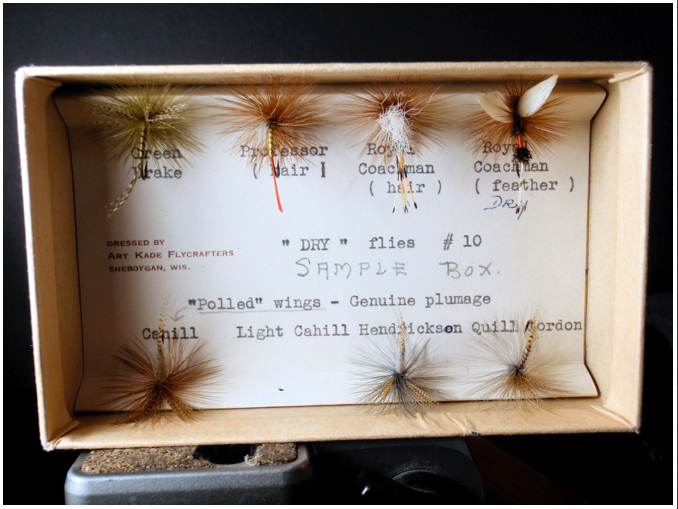 Green Professor Royal Royal
Drake ( hair ) Coachman Coachman
( hair ) ( feather )
Dry
DRESSED BY
ART KADE FLYCRAFTERS
SHEBOYGAN, WIS.
" DRY " flies # 10
SAMPLE BOX.
"Polled" wings - Genuine plumage
Cahill Light Cahill Hendrickson Quill Gordon